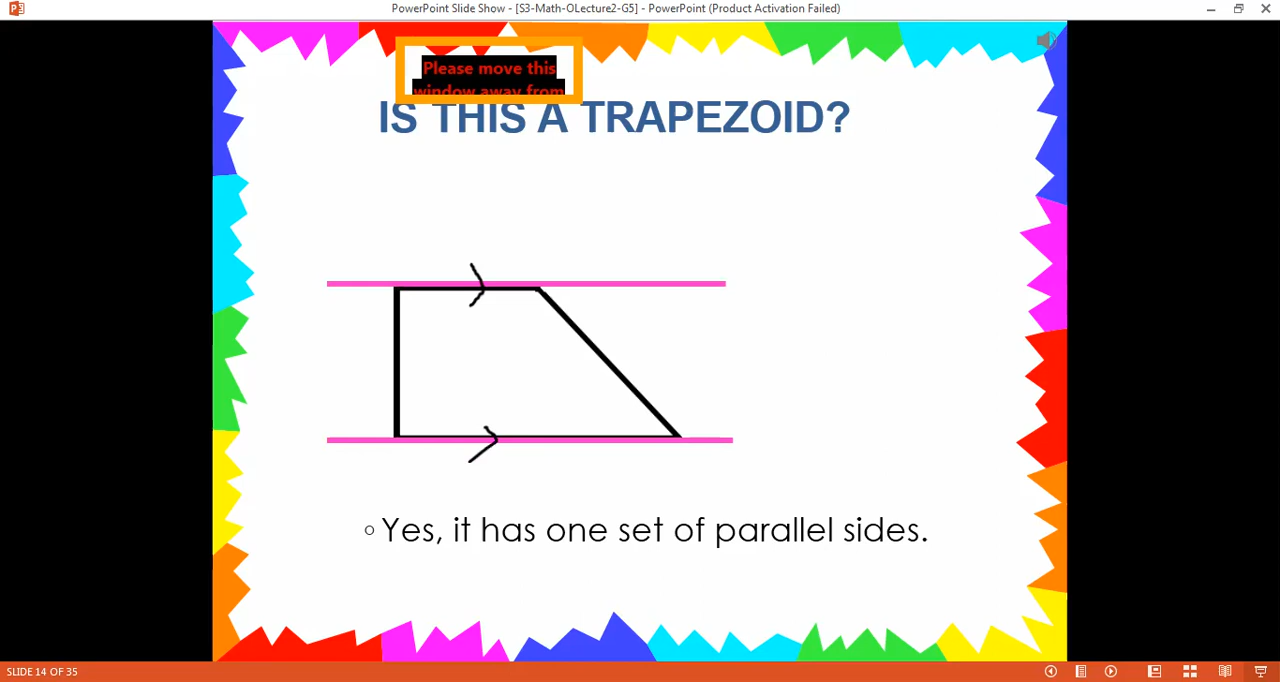 PowerPoint Slide Show - [S3-Math-OLecture2-G5] - PowerPoint (Product Activation Failed)
Please move this
window away from
IS THIS A TRAPEZOID?
◦ Yes, it has one set of parallel sides.
SLIDE 14 OF 35